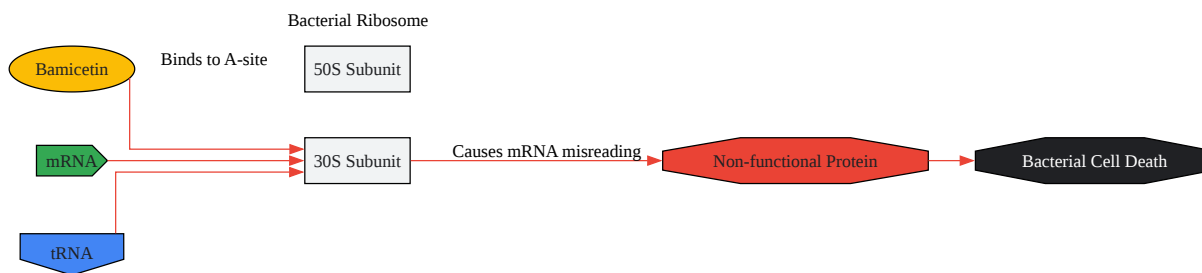 Bacterial Ribosome
Bamicetin
Binds to A-site
50S Subunit
mRNA
30S Subunit
Causes mRNA misreading
Non-functional Protein
Bacterial Cell Death
tRNA